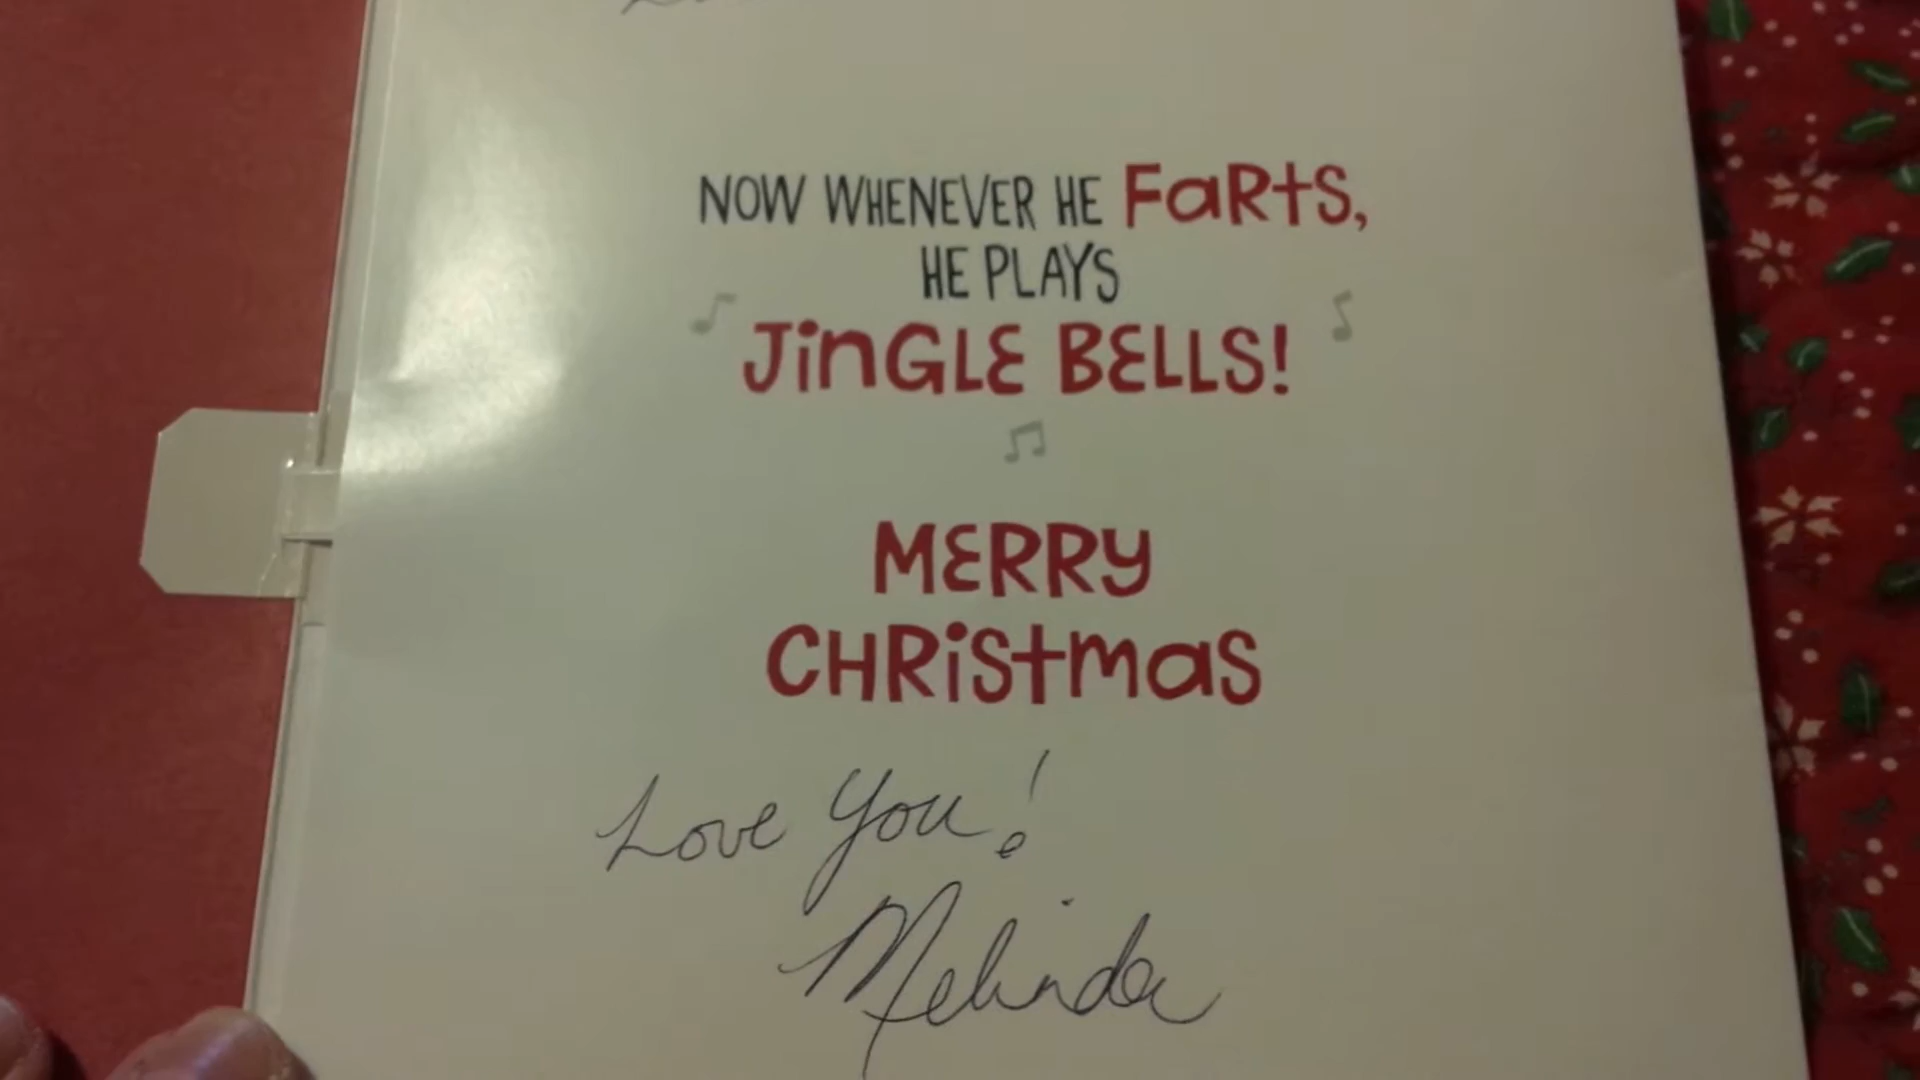 NOW WHENEVER HE FaRtS,
HE PLAYS
JinGLE BELLS!
MERRY
CHRiStmaS
Love You!
Melinda